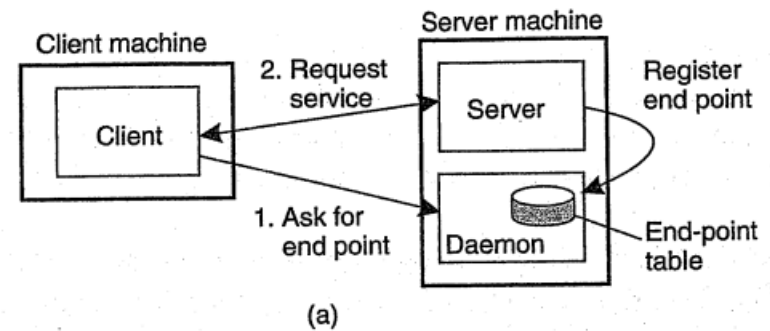 Client machine
Server machine
2. Request
service
Register
end point
Client
Server
1. Ask for
end point
Daemon
End-point
table
(a)